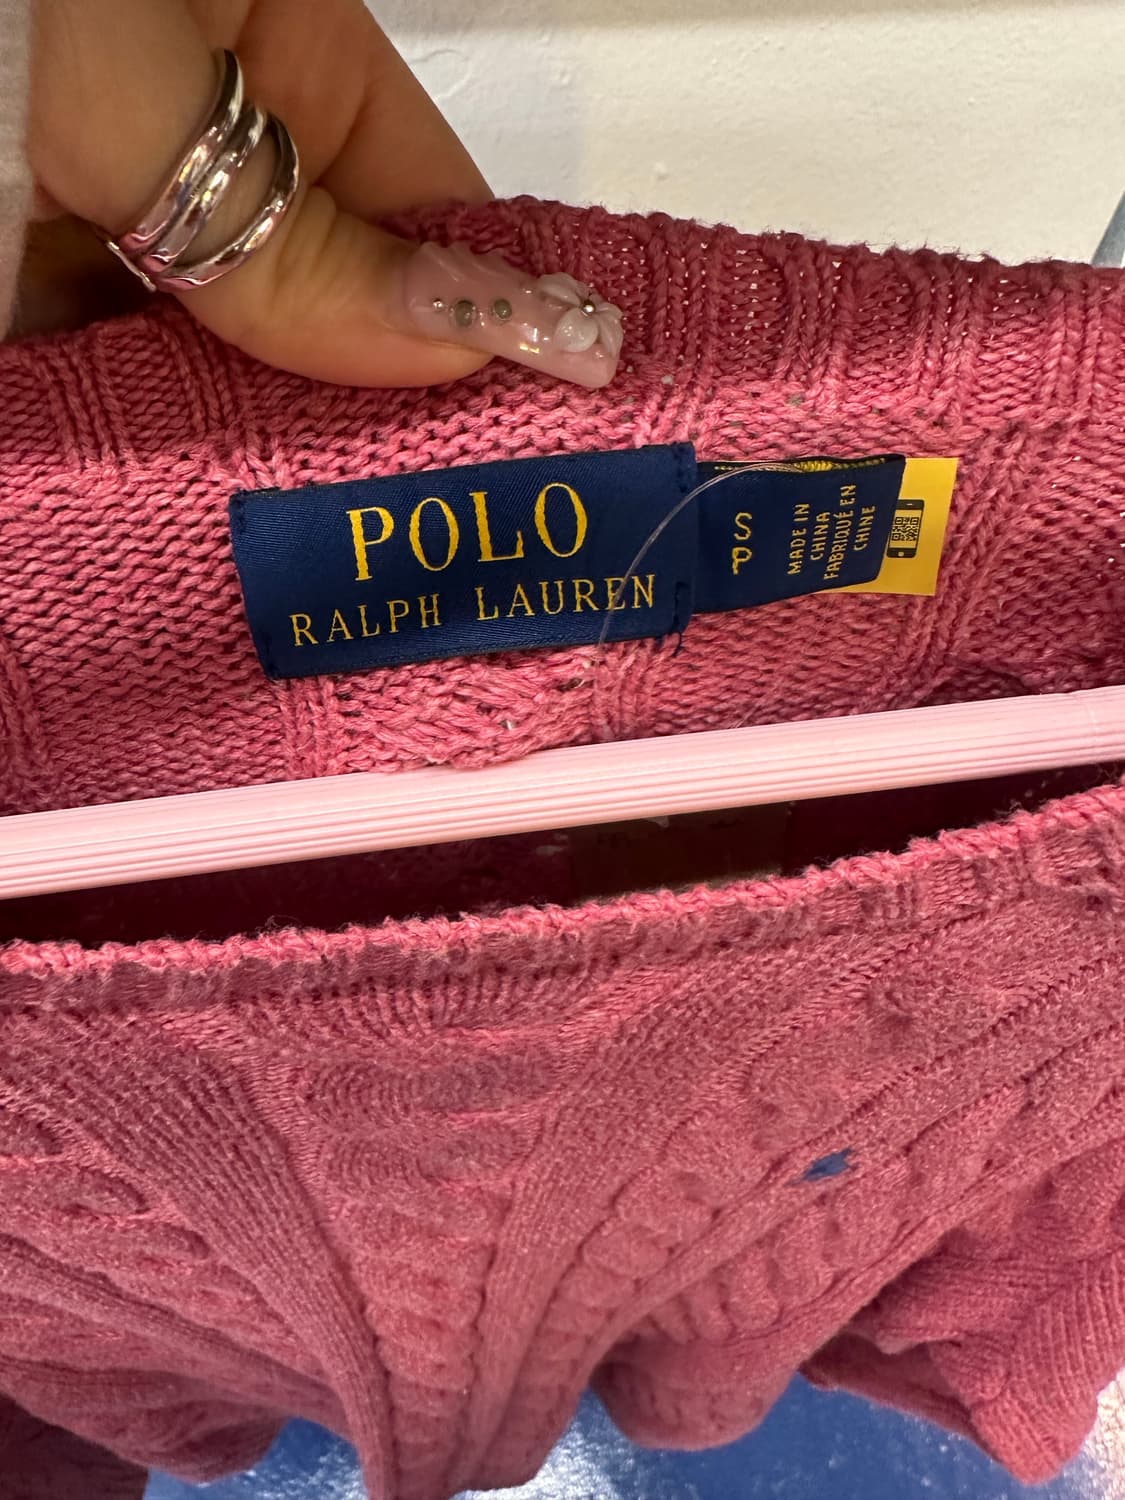 POLO
RALPH LAUREN
S
P
MADE IN
CHINA
FABRIQUÉ EN
CHINE